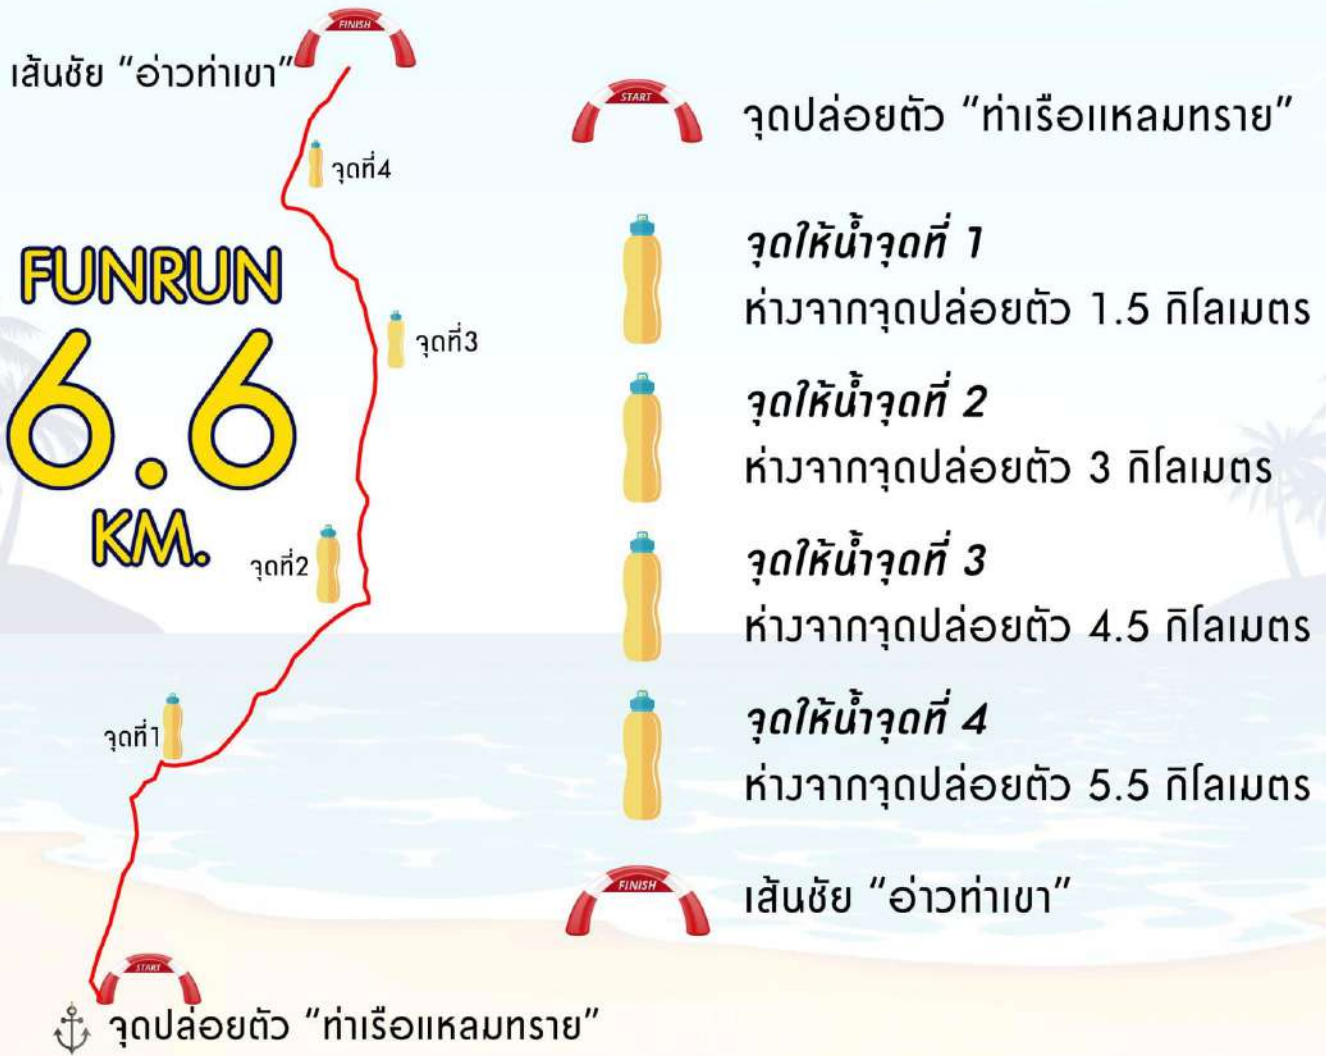 FINISH
เส้นชัย "อ่าวท่าเขา"
จุดที่4
FUNRUN
6.6
KM.
จุดที่3
จุดที่2
จุดที่1
START
จุดปล่อยตัว "ท่าเรือแหลมทราย"
START
จุดปล่อยตัว "ท่าเรือแหลมทราย"
จุดให้น้ำจุดที่ 1
ห่างจากจุดปล่อยตัว 1.5 กิโลเมตร
จุดให้น้ำจุดที่ 2
ห่างจากจุดปล่อยตัว 3 กิโลเมตร
จุดให้น้ำจุดที่ 3
ห่างจากจุดปล่อยตัว 4.5 กิโลเมตร
จุดให้น้ำจุดที่ 4
ห่างจากจุดปล่อยตัว 5.5 กิโลเมตร
FINISH
เส้นชัย "อ่าวท่าเขา"